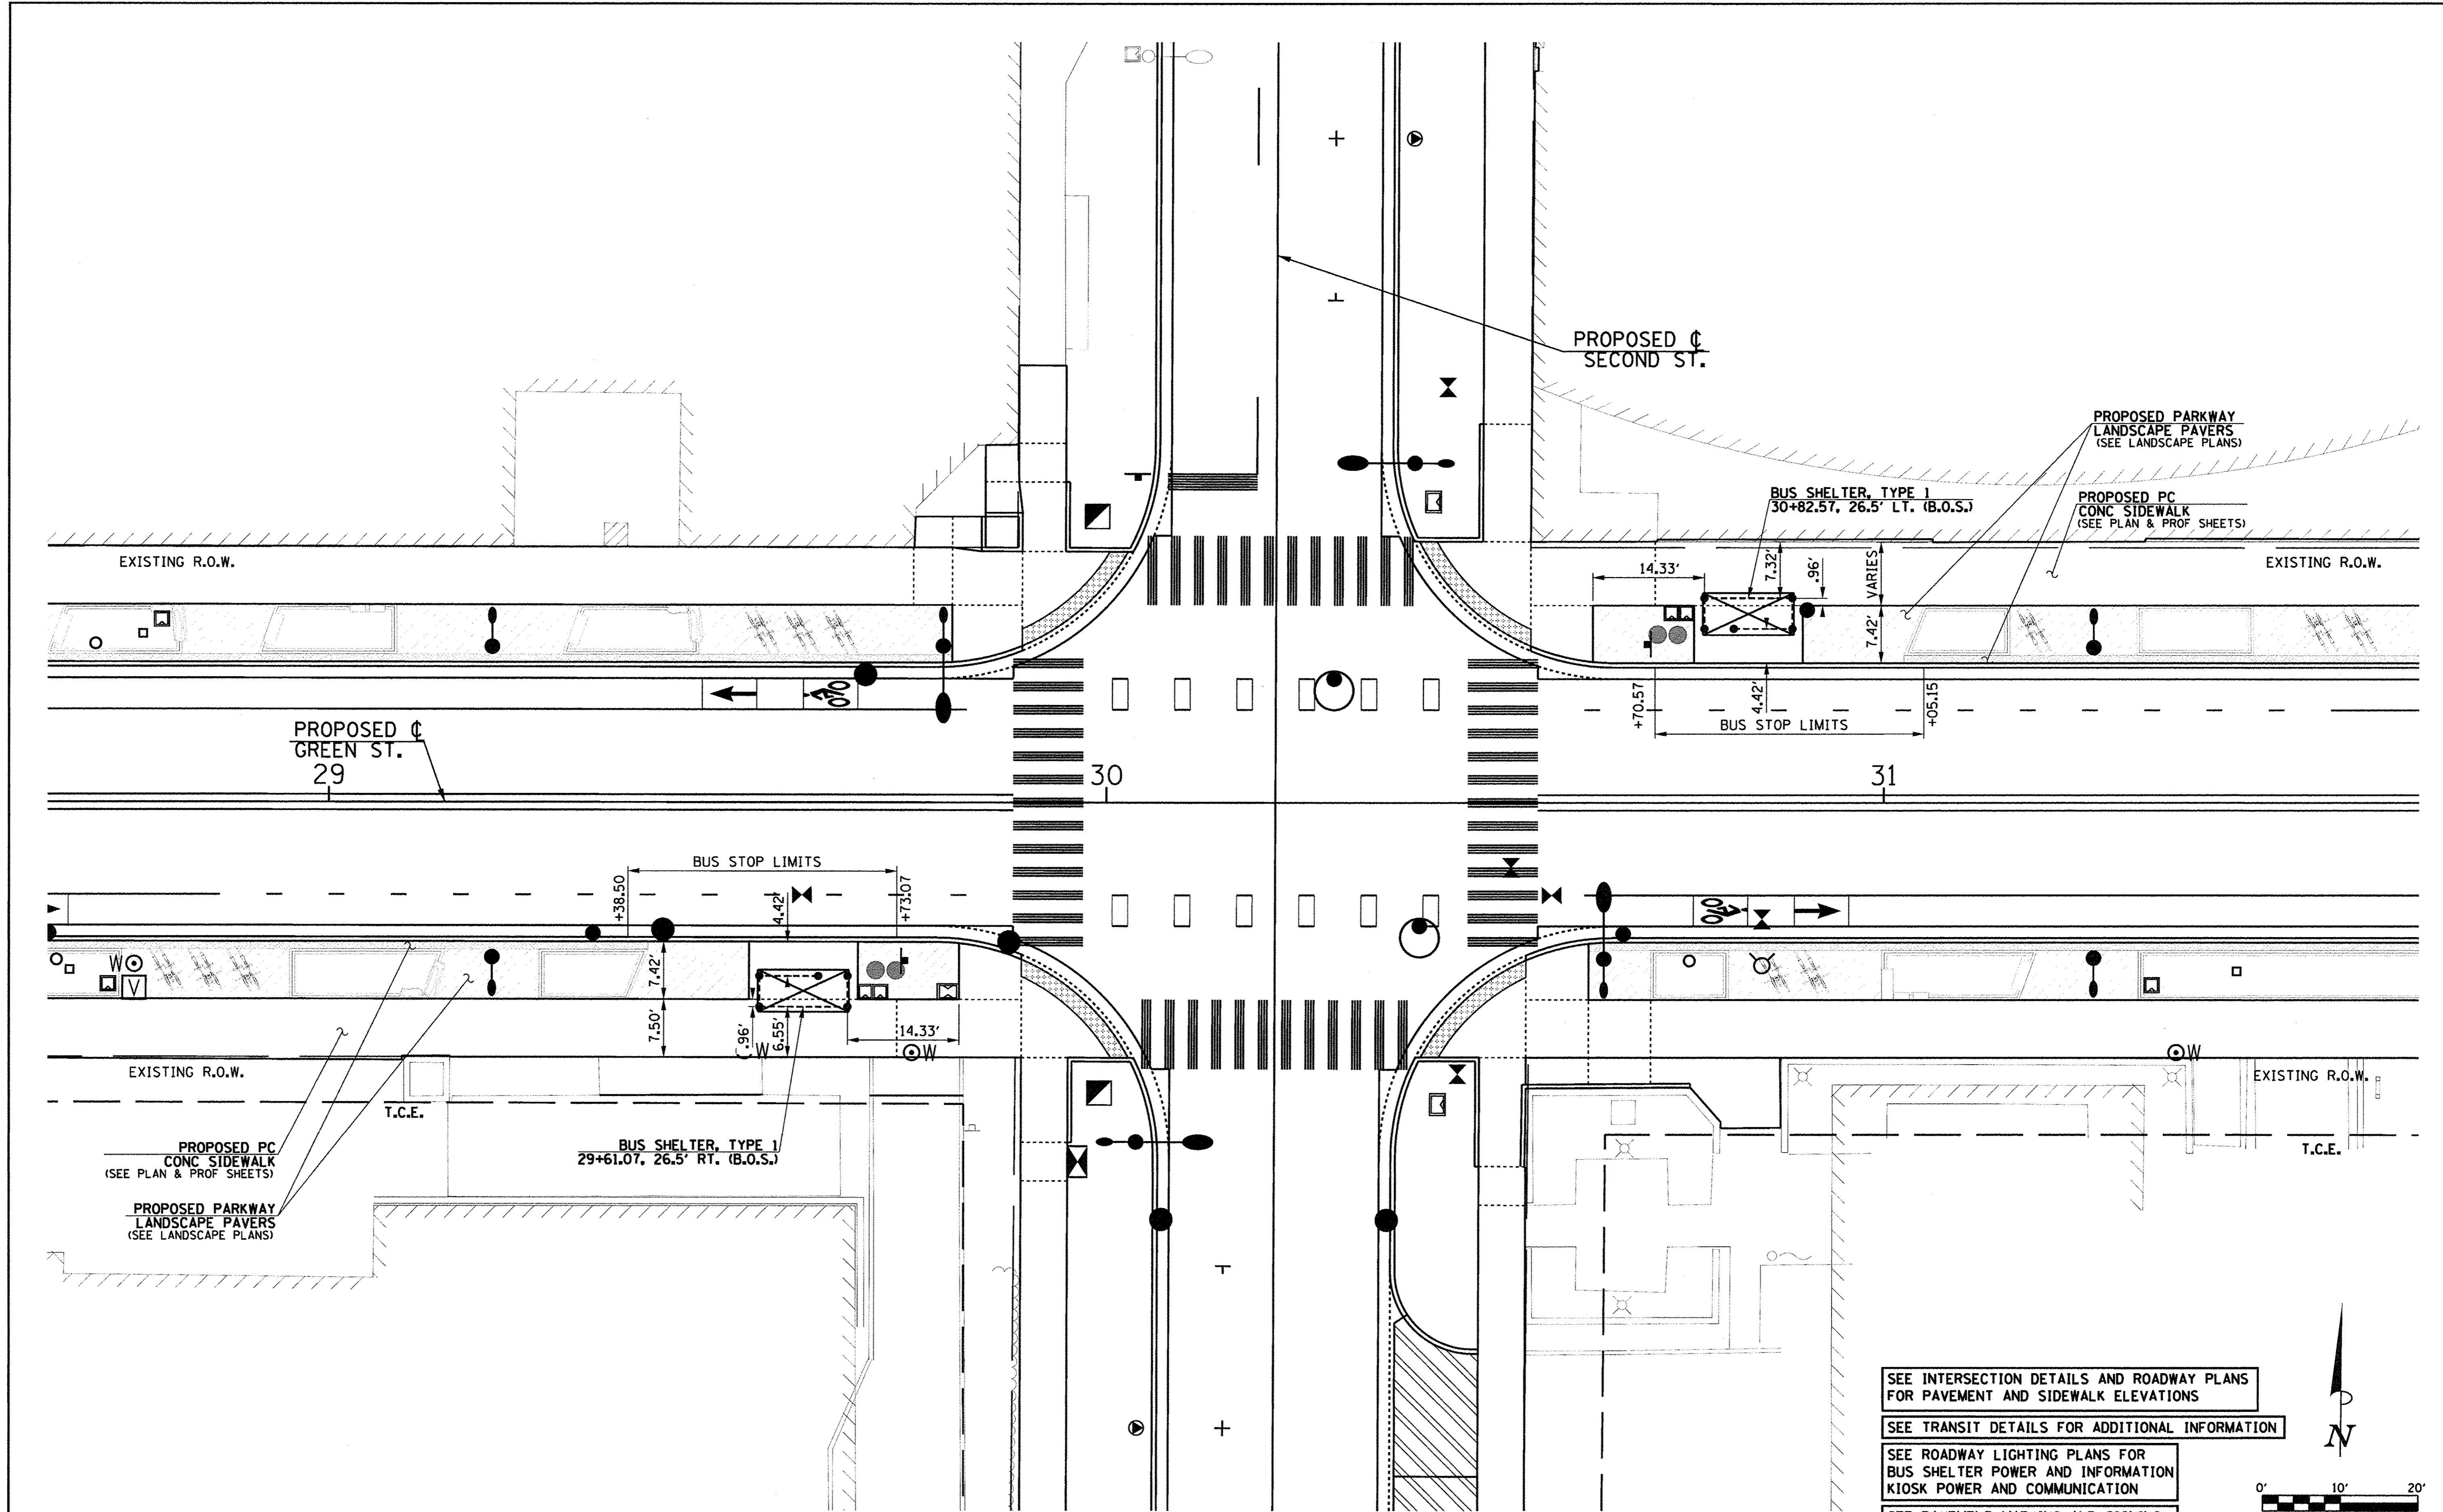 PROPOSED ℄
SECOND ST.
PROPOSED PARKWAY
LANDSCAPE PAVERS
(SEE LANDSCAPE PLANS)
BUS SHELTER, TYPE 1
30+82.57, 26.5' LT. (B.O.S.)
PROPOSED PC
CONC SIDEWALK
(SEE PLAN & PROF SHEETS)
EXISTING R.O.W.
EXISTING R.O.W.
14.33'
7.32'
.96'
VARIES
7.42'
4.42'
+70.57
+05.15
BUS STOP LIMITS
PROPOSED ℄
GREEN ST.
29
30
31
BUS STOP LIMITS
+38.50
4.42'
+73.07
W
V
7.42'
7.50'
.96'
6.55'
14.33'
W
W
W
EXISTING R.O.W.
EXISTING R.O.W.
T.C.E.
T.C.E.
PROPOSED PC
CONC SIDEWALK
(SEE PLAN & PROF SHEETS)
BUS SHELTER, TYPE 1
29+61.07, 26.5' RT. (B.O.S.)
PROPOSED PARKWAY
LANDSCAPE PAVERS
(SEE LANDSCAPE PLANS)
SEE INTERSECTION DETAILS AND ROADWAY PLANS
FOR PAVEMENT AND SIDEWALK ELEVATIONS
SEE TRANSIT DETAILS FOR ADDITIONAL INFORMATION
SEE ROADWAY LIGHTING PLANS FOR
BUS SHELTER POWER AND INFORMATION
KIOSK POWER AND COMMUNICATION
N
0' 10' 20'